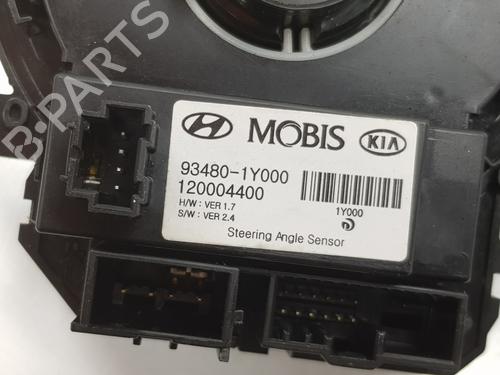 MOBIS
KIA
93480-1Y000
120004400
H/W : VER 1.7
S/W : VER 2.4
1Y000
Steering Angle Sensor
B-PARTS